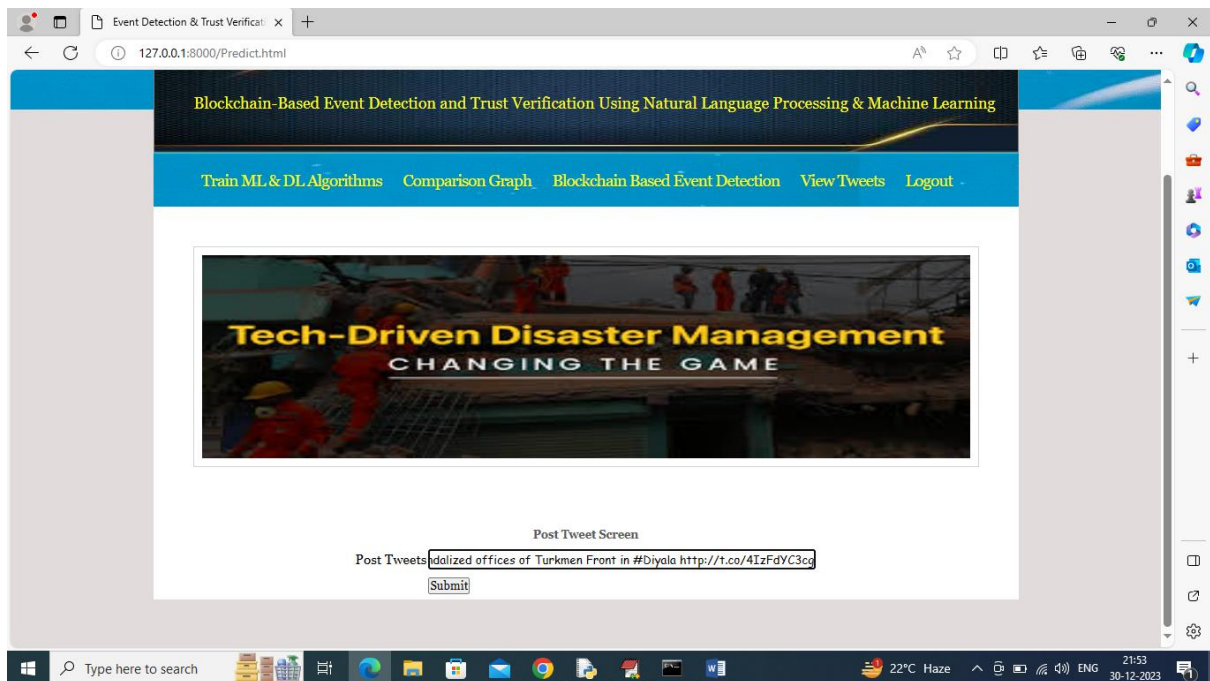 Event Detection & Trust Verificati
127.0.0.1:8000/Predict.html
Blockchain-Based Event Detection and Trust Verification Using Natural Language Processing & Machine Learning
Train ML & DL Algorithms Comparison Graph Blockchain Based Event Detection View Tweets Logout
Tech-Driven Disaster Management
CHANGING THE GAME
Post Tweet Screen
Post Tweets dalized offices of Turkmen Front in #Diyala http://t.co/4IzFdYC3cg
Submit
Type here to search
22°C Haze
ENG
21:53
30-12-2023